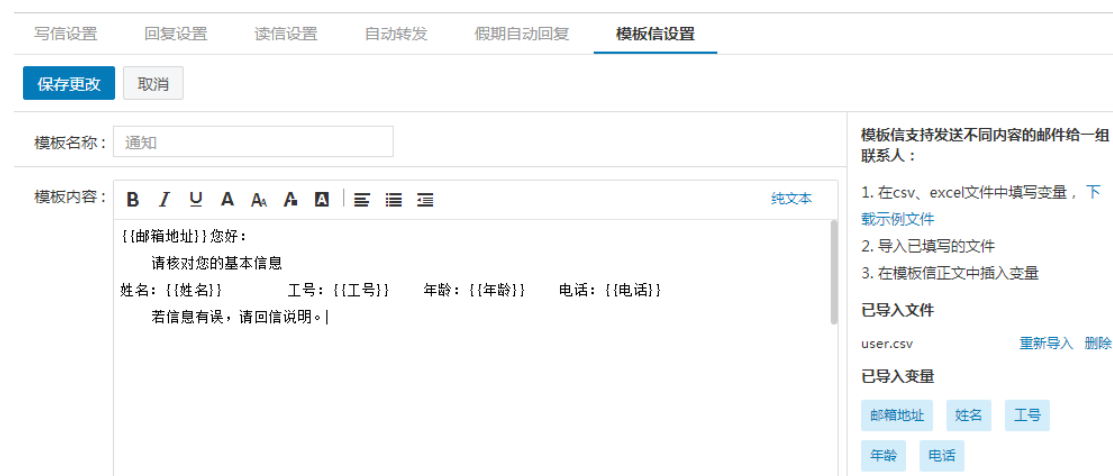 写信设置 回复设置 读信设置 自动转发 假期自动回复 模板信设置
保存更改 取消
模板名称: 通知
模板内容: B I U A AA A A 纯文本
{{邮箱地址}}您好:
请核对您的基本信息
姓名: {{姓名}} 工号: {{工号}} 年龄: {{年龄}} 电话: {{电话}}
若信息有误，请回信说明。
模板信支持发送不同内容的邮件给一组
联系人：
1. 在csv、excel文件中填写变量，下
载示例文件
2. 导入已填写的文件
3. 在模板信正文中插入变量
已导入文件
user.csv 重新导入 删除
已导入变量
邮箱地址 姓名 工号
年龄 电话